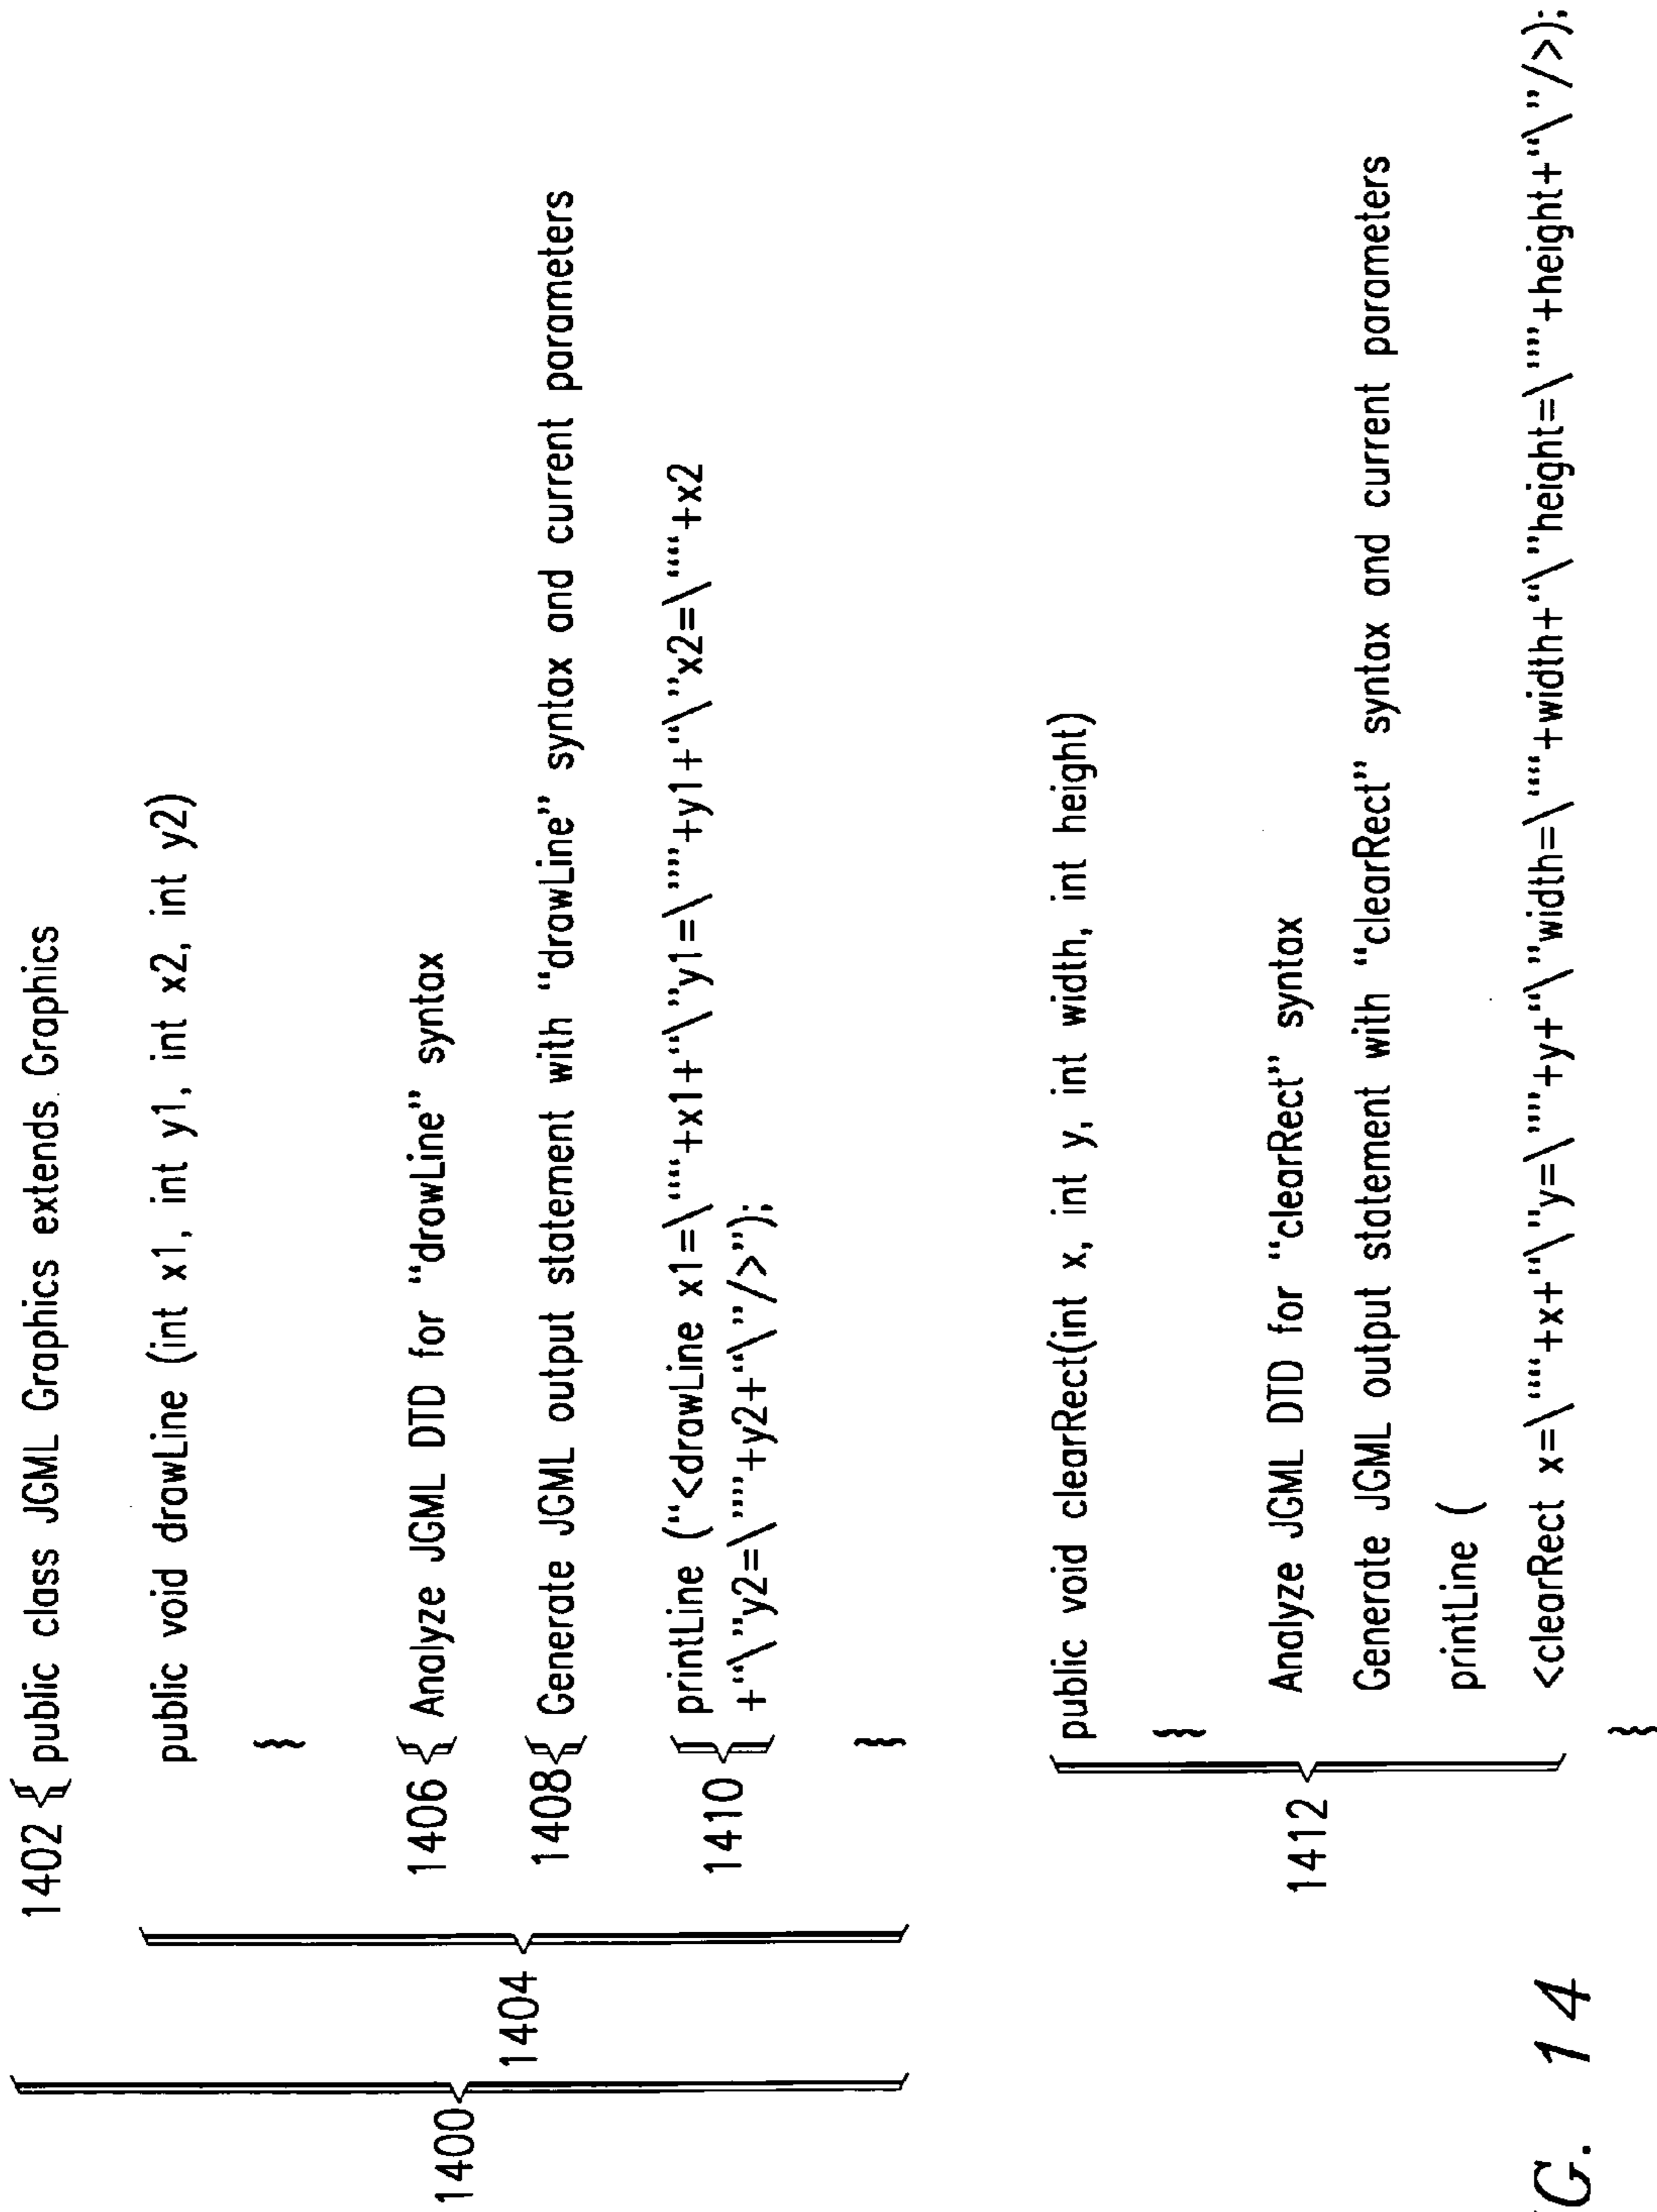 1402 { public class JGML Graphics extends Graphics
public void drawLine (int x1, int y1, int x2, int y2)
1406 { Analyze JGML DTD for “drawLine” syntax
1408 { Generate JGML output statement with “drawLine” syntax and current parameters
printLine (“<drawLine x1=\““+x1+“\”y1=\””+y1+“\”x2=\““+x2
1410
+“\”y2=\””+y2+“\”/>”);
1404
1400
public void clearRect(int x, int y, int width, int height)
Analyze JGML DTD for “clearRect” syntax
1412
Generate JGML output statement with “clearRect” syntax and current parameters
printLine (
<clearRect x=\““+x+“\”y=\””+y+“\”width=\““+width+“\”height=\””+height+“\”/>);
G. 14